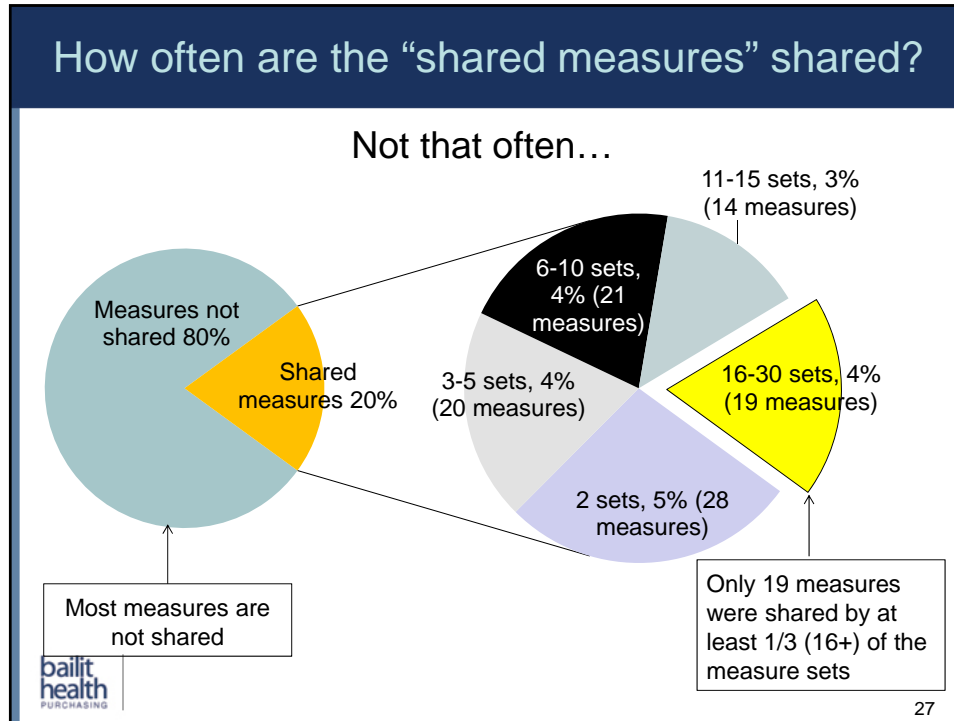 How often are the “shared measures” shared?
Not that often…
11-15 sets, 3%
(14 measures)
6-10 sets,
4% (21
measures)
Measures not
shared 80%
Shared
measures 20%
3-5 sets, 4%
(20 measures)
16-30 sets, 4%
(19 measures)
2 sets, 5% (28
measures)
Most measures are
not shared
Only 19 measures
were shared by at
least 1/3 (16+) of the
measure sets
bailit
health
PURCHASING
27